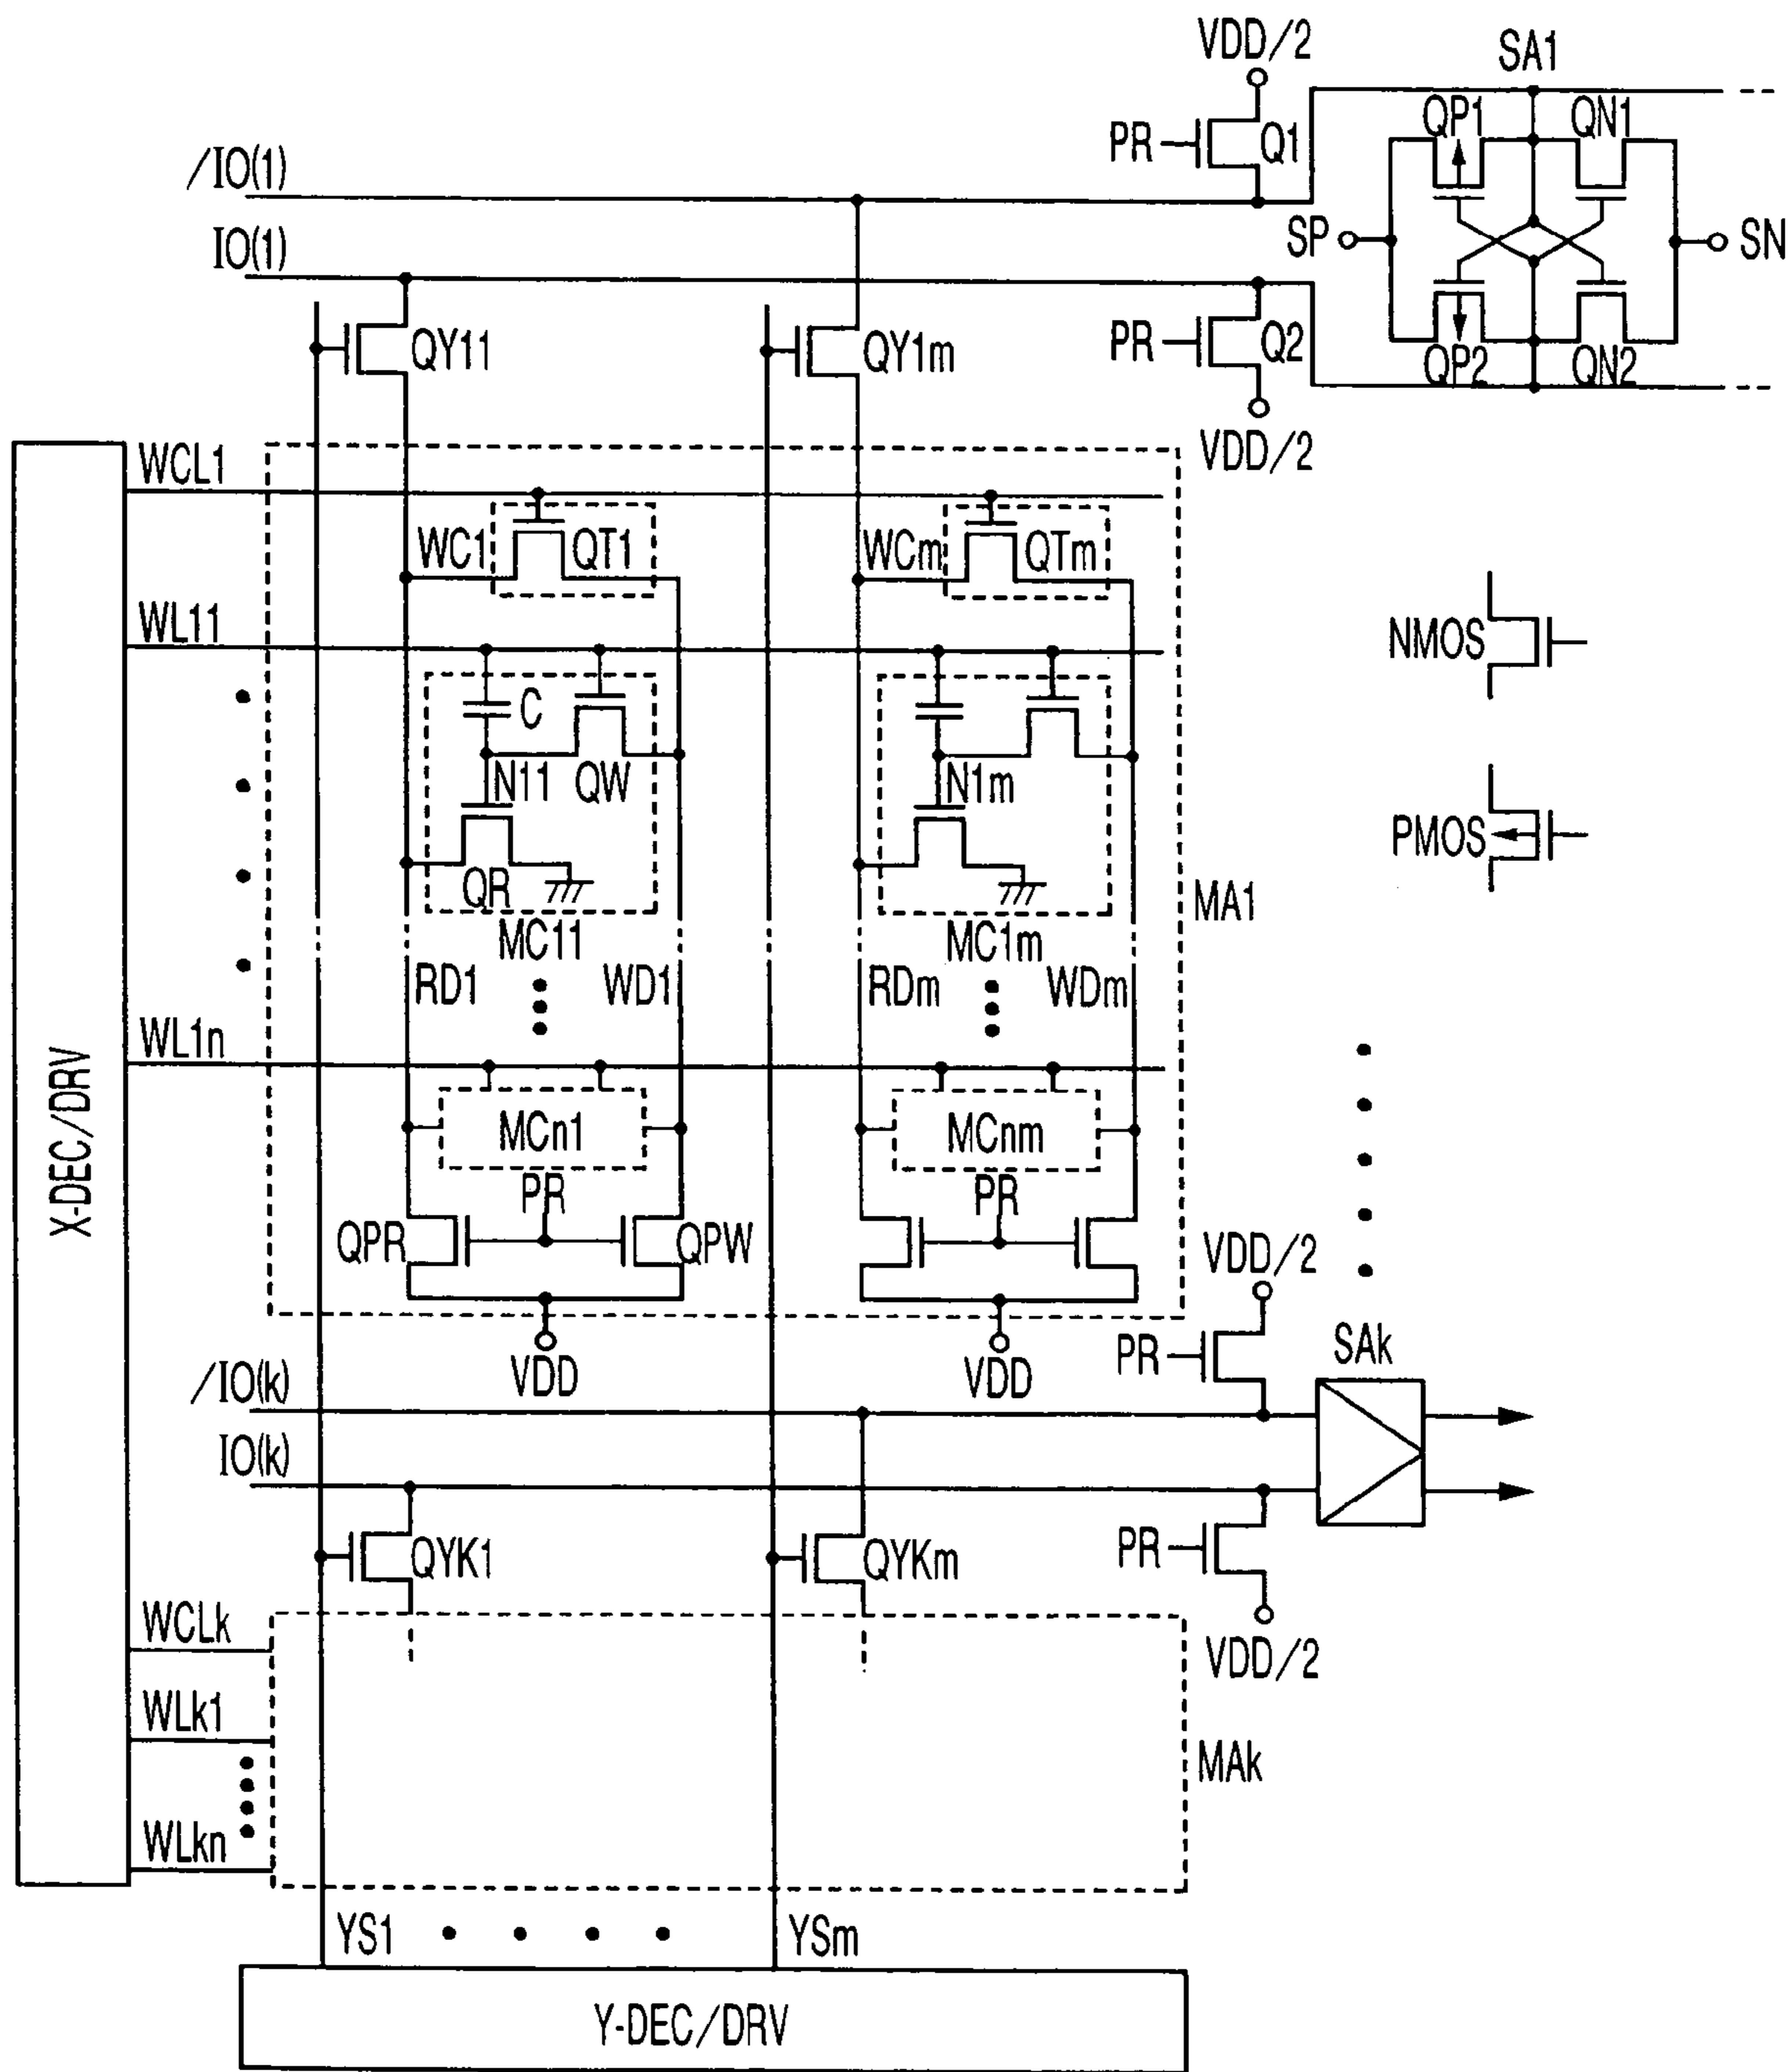 VDD/2
SA1
PR
Q1
QP1
QN1
/IO(1)
IO(1)
SP
SN
QY11
QY1m
PR
Q2
QP2
QN2
VDD/2
WCL1
WC1
QT1
WCm
QTm
WL11
NMOS
C
N11
QW
N1m
PMOS
QR
MA1
MC11
MC1m
RD1
WD1
RDm
WDm
X-DEC/DRV
WL1n
MCn1
MCnm
PR
PR
QPR
QPW
VDD/2
VDD
VDD
PR
SAk
/IO(k)
IO(k)
QYK1
QYKm
PR
WCLk
VDD/2
WLk1
MAk
WLkn
YS1
YSm
Y-DEC/DRV